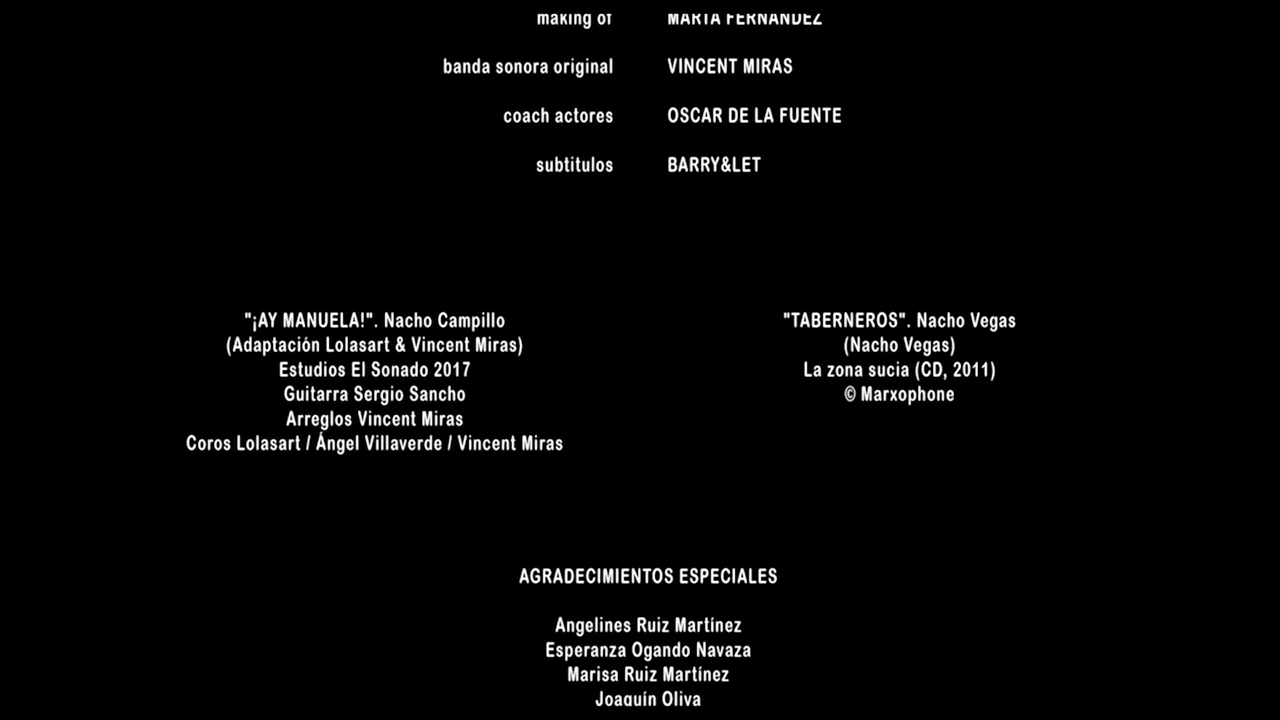 making of MARTA FERNANDEZ
banda sonora original VINCENT MIRAS
coach actores OSCAR DE LA FUENTE
subtitulos BARRY&LET
"¡AY MANUELA!". Nacho Campillo
(Adaptación Lolasart & Vincent Miras)
Estudios El Sonado 2017
Guitarra Sergio Sancho
Arreglos Vincent Miras
Coros Lolasart / Ángel Villaverde / Vincent Miras
"TABERNEROS". Nacho Vegas
(Nacho Vegas)
La zona sucia (CD, 2011)
© Marxophone
AGRADECIMIENTOS ESPECIALES
Angelines Ruiz Martínez
Esperanza Ogando Navaza
Marisa Ruiz Martínez
Joaquín Oliva